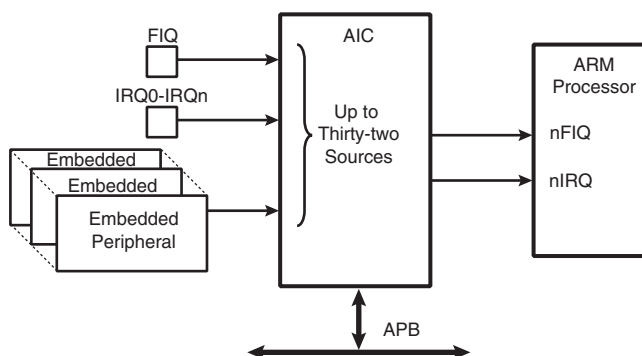 FIQ
IRQ0-IRQn
Embedded
Embedded
Embedded
Peripheral
AIC
Up to
Thirty-two
Sources
ARM
Processor
nFIQ
nIRQ
APB